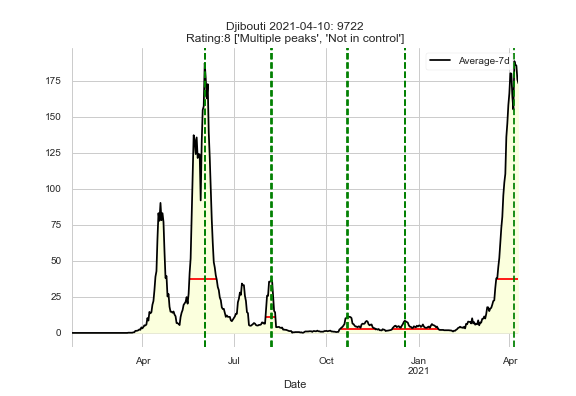 Djibouti 2021-04-10: 9722
Rating:8 ['Multiple peaks', 'Not in control']
Average-7d
175
150
125
100
75
50
25
0
Apr Jul Oct Jan Apr
2021
Date